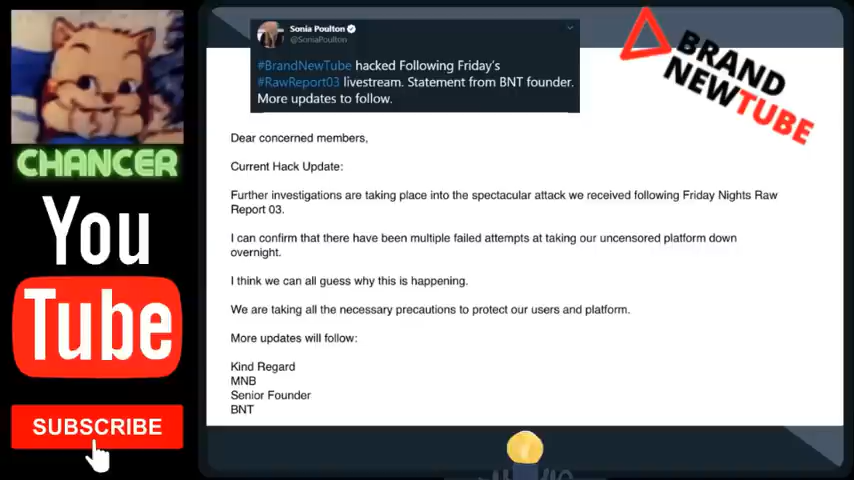 Sonia Poulton
@SoniaPoulton
#BrandNewTube hacked Following Friday's
#RawReport03 livestream. Statement from BNT founder.
More updates to follow.
BRAND
NEWTUBE
Dear concerned members,
Current Hack Update:
Further investigations are taking place into the spectacular attack we received following Friday Nights Raw
Report 03.
I can confirm that there have been multiple failed attempts at taking our uncensored platform down
overnight.
I think we can all guess why this is happening.
We are taking all the necessary precautions to protect our users and platform.
More updates will follow:
Kind Regard
MNB
Senior Founder
BNT
CHANCER
You
Tube
SUBSCRIBE